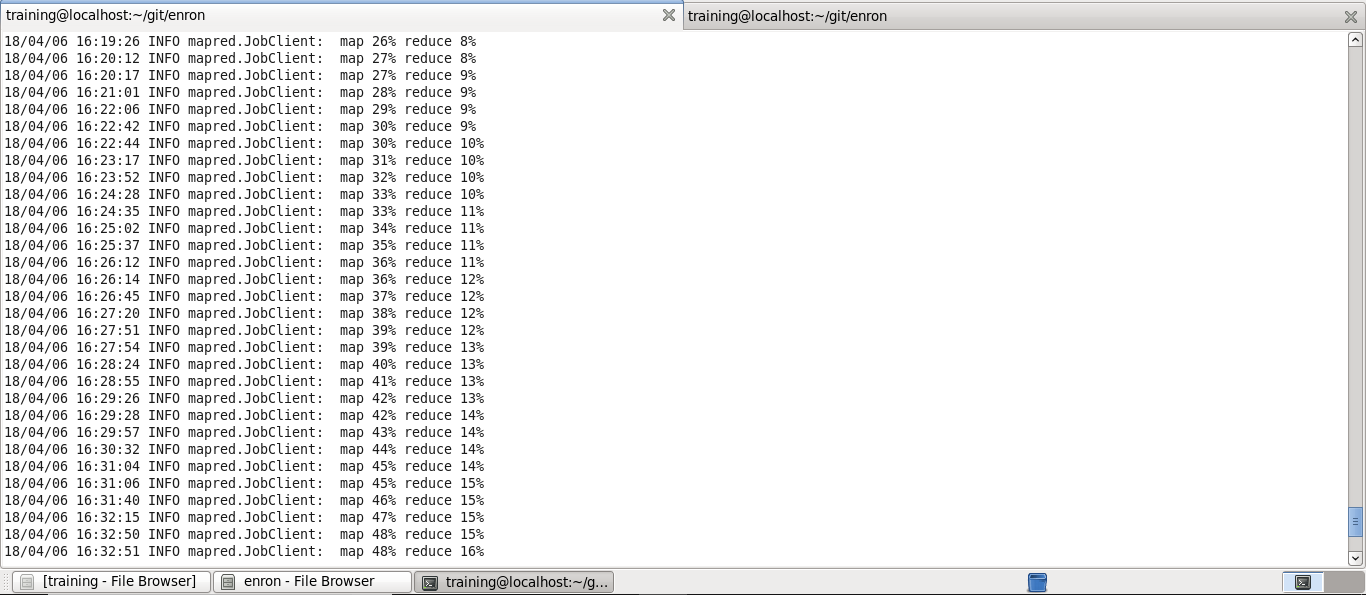 training@localhost:~/git/enron
training@localhost:~/git/enron
18/04/06 16:19:26 INFO mapred.JobClient:  map 26% reduce 8%
18/04/06 16:20:12 INFO mapred.JobClient:  map 27% reduce 8%
18/04/06 16:20:17 INFO mapred.JobClient:  map 27% reduce 9%
18/04/06 16:21:01 INFO mapred.JobClient:  map 28% reduce 9%
18/04/06 16:22:06 INFO mapred.JobClient:  map 29% reduce 9%
18/04/06 16:22:42 INFO mapred.JobClient:  map 30% reduce 9%
18/04/06 16:22:44 INFO mapred.JobClient:  map 30% reduce 10%
18/04/06 16:23:17 INFO mapred.JobClient:  map 31% reduce 10%
18/04/06 16:23:52 INFO mapred.JobClient:  map 32% reduce 10%
18/04/06 16:24:28 INFO mapred.JobClient:  map 33% reduce 10%
18/04/06 16:24:35 INFO mapred.JobClient:  map 33% reduce 11%
18/04/06 16:25:02 INFO mapred.JobClient:  map 34% reduce 11%
18/04/06 16:25:37 INFO mapred.JobClient:  map 35% reduce 11%
18/04/06 16:26:12 INFO mapred.JobClient:  map 36% reduce 11%
18/04/06 16:26:14 INFO mapred.JobClient:  map 36% reduce 12%
18/04/06 16:26:45 INFO mapred.JobClient:  map 37% reduce 12%
18/04/06 16:27:20 INFO mapred.JobClient:  map 38% reduce 12%
18/04/06 16:27:51 INFO mapred.JobClient:  map 39% reduce 12%
18/04/06 16:27:54 INFO mapred.JobClient:  map 39% reduce 13%
18/04/06 16:28:24 INFO mapred.JobClient:  map 40% reduce 13%
18/04/06 16:28:55 INFO mapred.JobClient:  map 41% reduce 13%
18/04/06 16:29:26 INFO mapred.JobClient:  map 42% reduce 13%
18/04/06 16:29:28 INFO mapred.JobClient:  map 42% reduce 14%
18/04/06 16:29:57 INFO mapred.JobClient:  map 43% reduce 14%
18/04/06 16:30:32 INFO mapred.JobClient:  map 44% reduce 14%
18/04/06 16:31:04 INFO mapred.JobClient:  map 45% reduce 14%
18/04/06 16:31:06 INFO mapred.JobClient:  map 45% reduce 15%
18/04/06 16:31:40 INFO mapred.JobClient:  map 46% reduce 15%
18/04/06 16:32:15 INFO mapred.JobClient:  map 47% reduce 15%
18/04/06 16:32:50 INFO mapred.JobClient:  map 48% reduce 15%
18/04/06 16:32:51 INFO mapred.JobClient:  map 48% reduce 16%
[training - File Browser]
enron - File Browser
training@localhost:~/g...